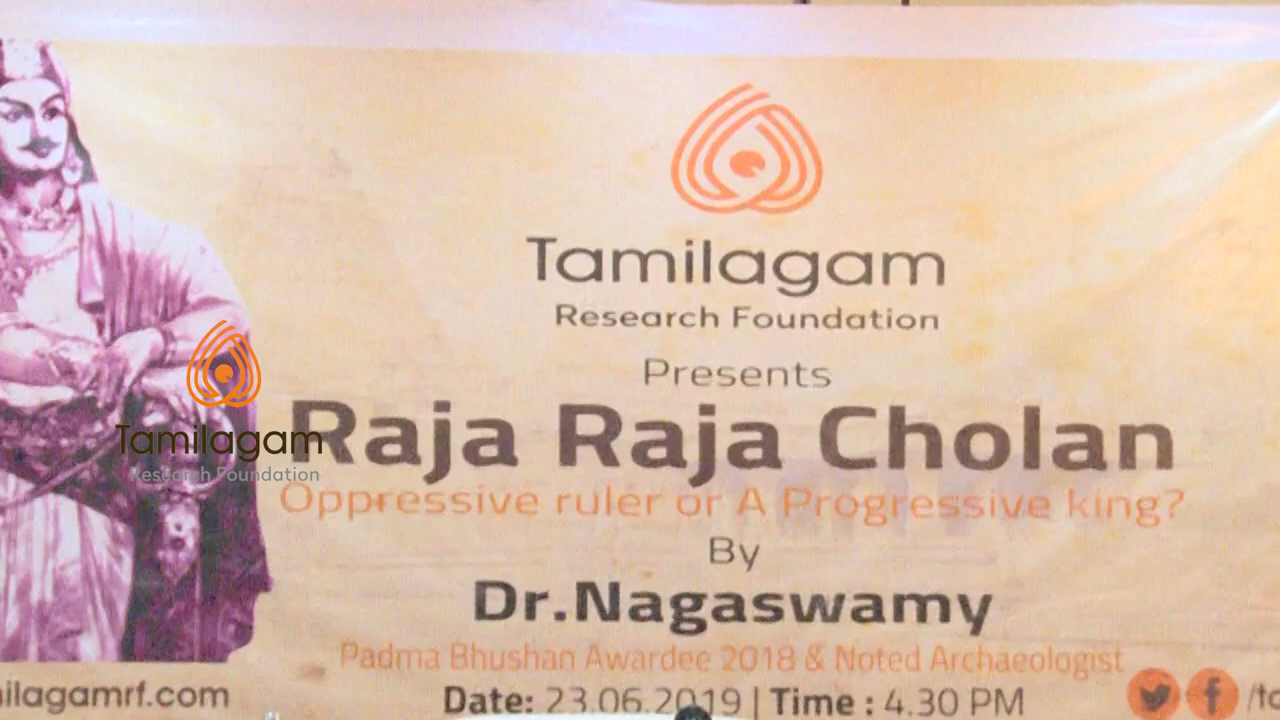 Tamilagam
Research Foundation
Presents
Raja Raja Cholan
Oppressive ruler or A Progressive king?
By
Dr.Nagaswamy
Padma Bhushan Awardee 2018 & Noted Archaeologist
Date: 23.06.2019 | Time : 4.30 PM
ilagamrf.com
Tamilagam
Research Foundation